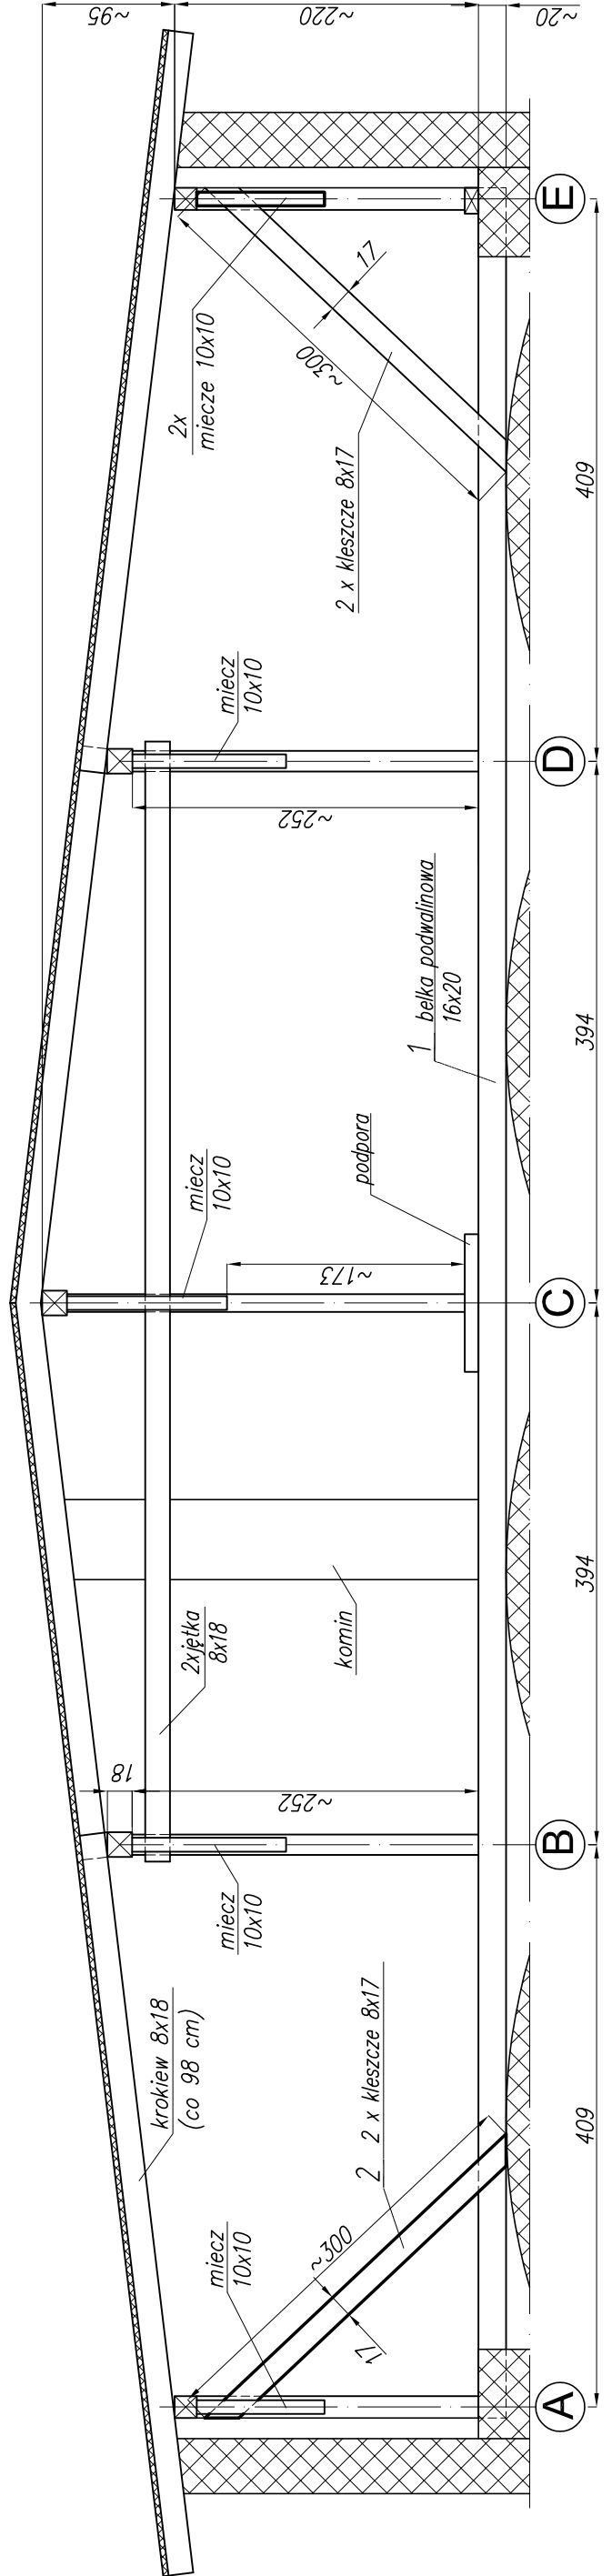 krokiew 8x18
(co 98 cm)
miecz
10x10
~300
17
2 2 x kleszcze 8x17
miecz
10x10
18
~252
2xjętka
8x18
komin
miecz
10x10
~173
podpora
1 belka podwalinowa
16x20
miecz
10x10
~252
2x
miecze 10x10
~300
17
2 x kleszcze 8x17
~95
~220
~20
A
B
C
D
E
409
394
394
409